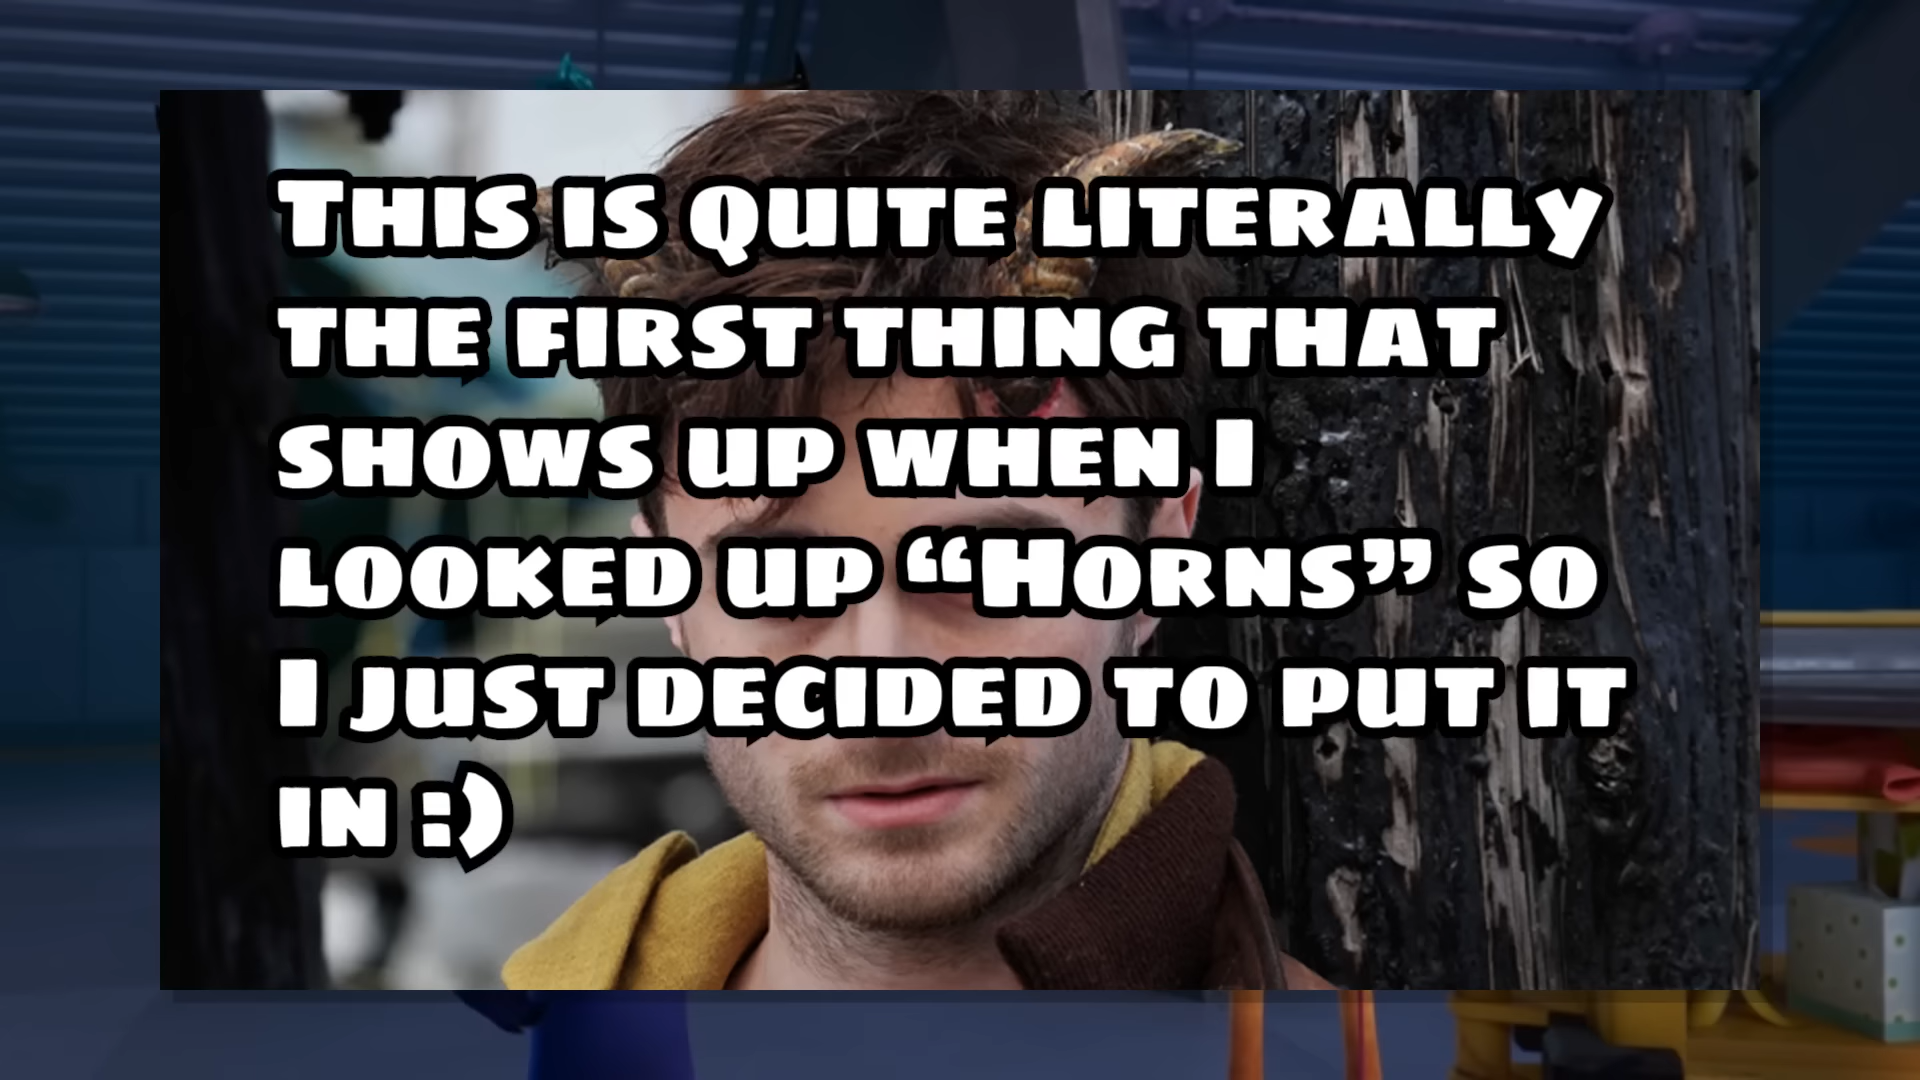 This is quite literally
the first thing that
shows up when I
looked up “Horns” so
I just decided to put it
in :)